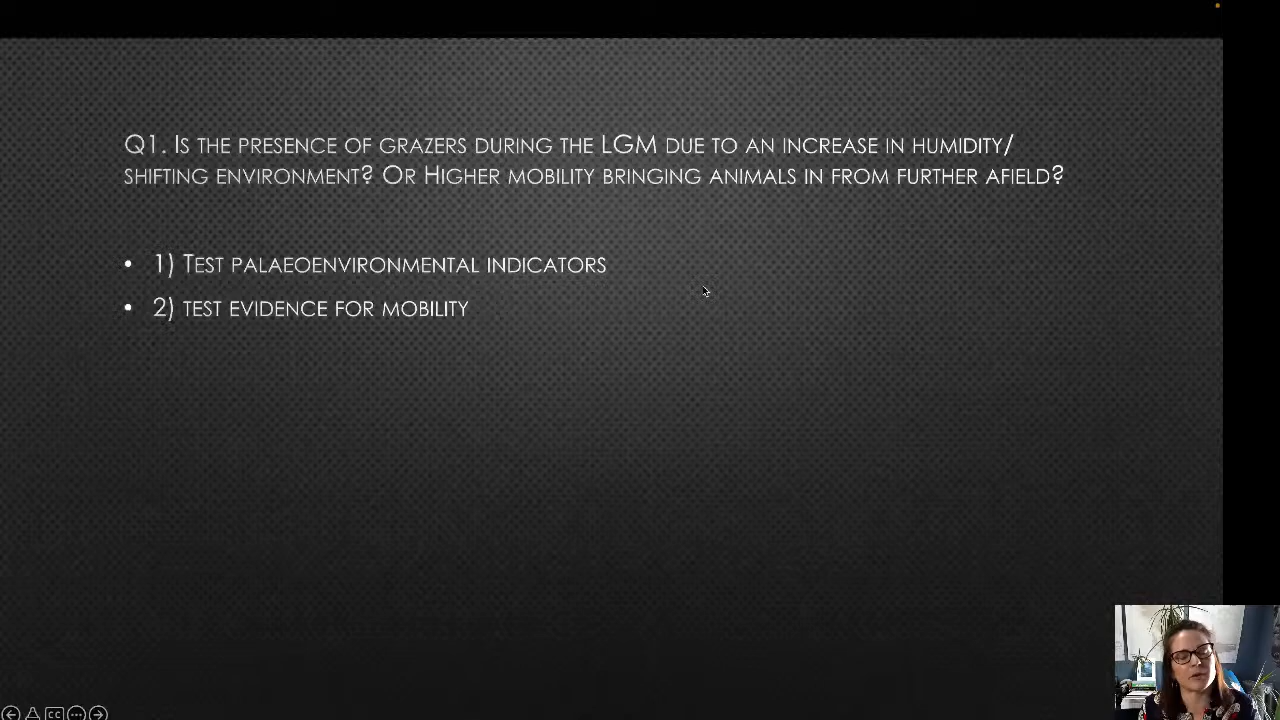 Q1. Is the presence of grazers during the LGM due to an increase in humidity/
shifting environment? Or Higher mobility bringing animals in from further afield?
• 1) Test palaeoenvironmental indicators
• 2) test evidence for mobility
CC